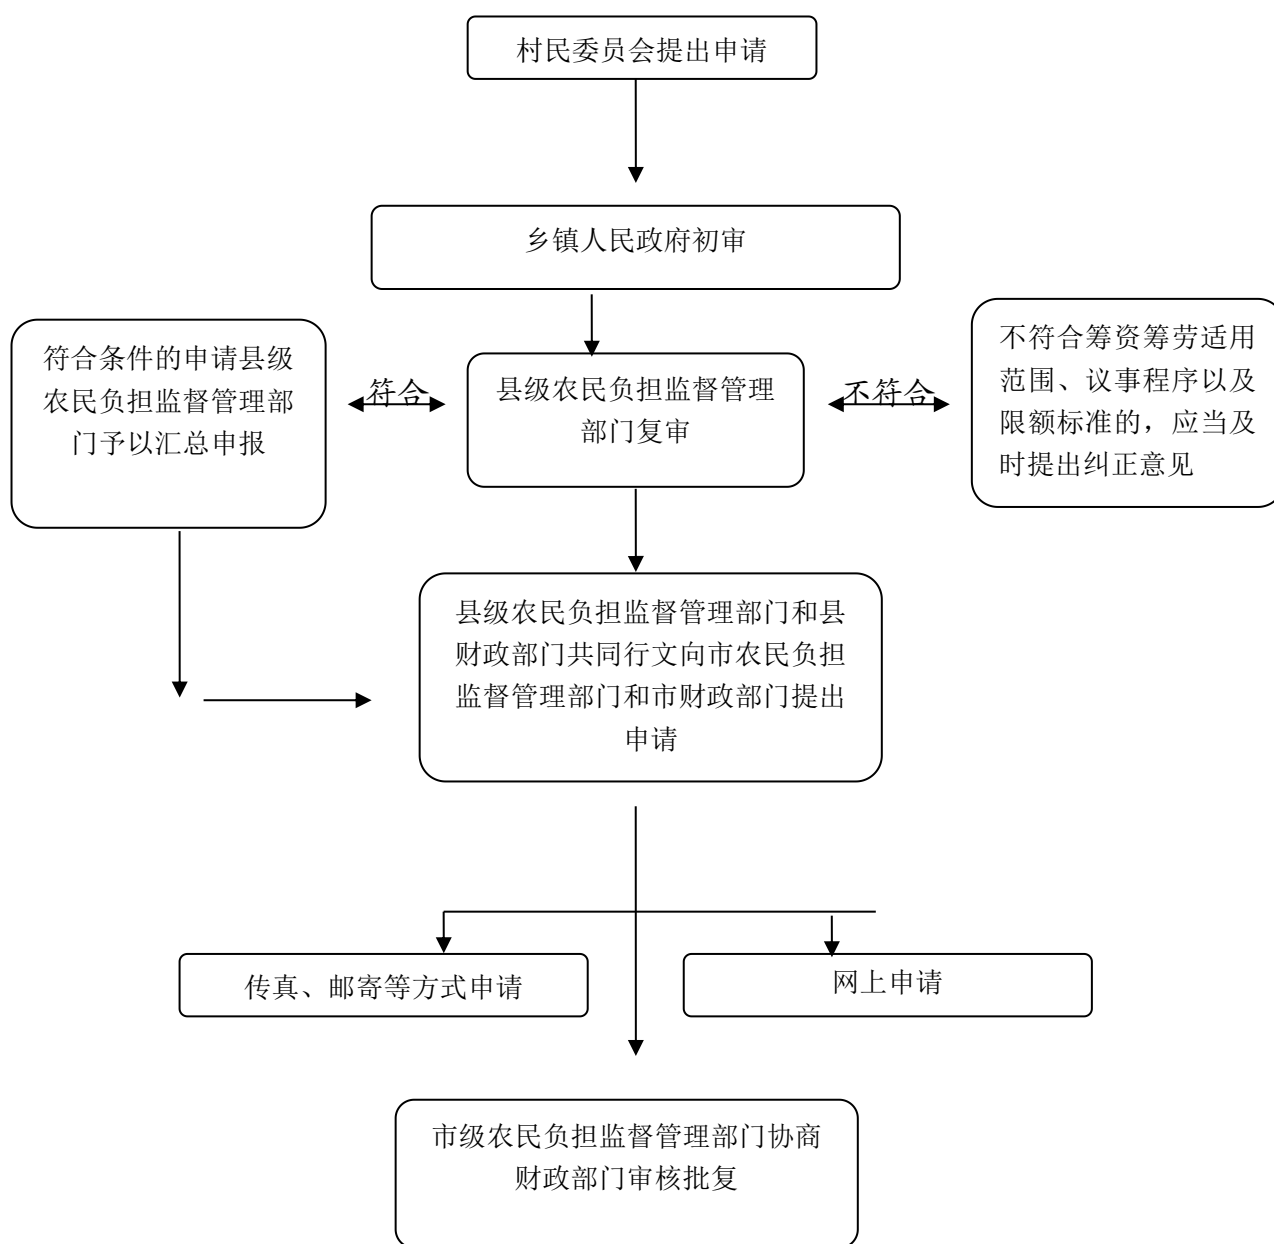 村民委员会提出申请
乡镇人民政府初审
符合条件的申请县级
农民负担监督管理部
门予以汇总申报
符合
县级农民负担监督管理
部门复审
不符合
不符合筹资筹劳适用
范围、议事程序以及
限额标准的，应当及
时提出纠正意见
县级农民负担监督管理部门和县
财政部门共同行文向市农民负担
监督管理部门和市财政部门提出
申请
传真、邮寄等方式申请
网上申请
市级农民负担监督管理部门协商
财政部门审核批复